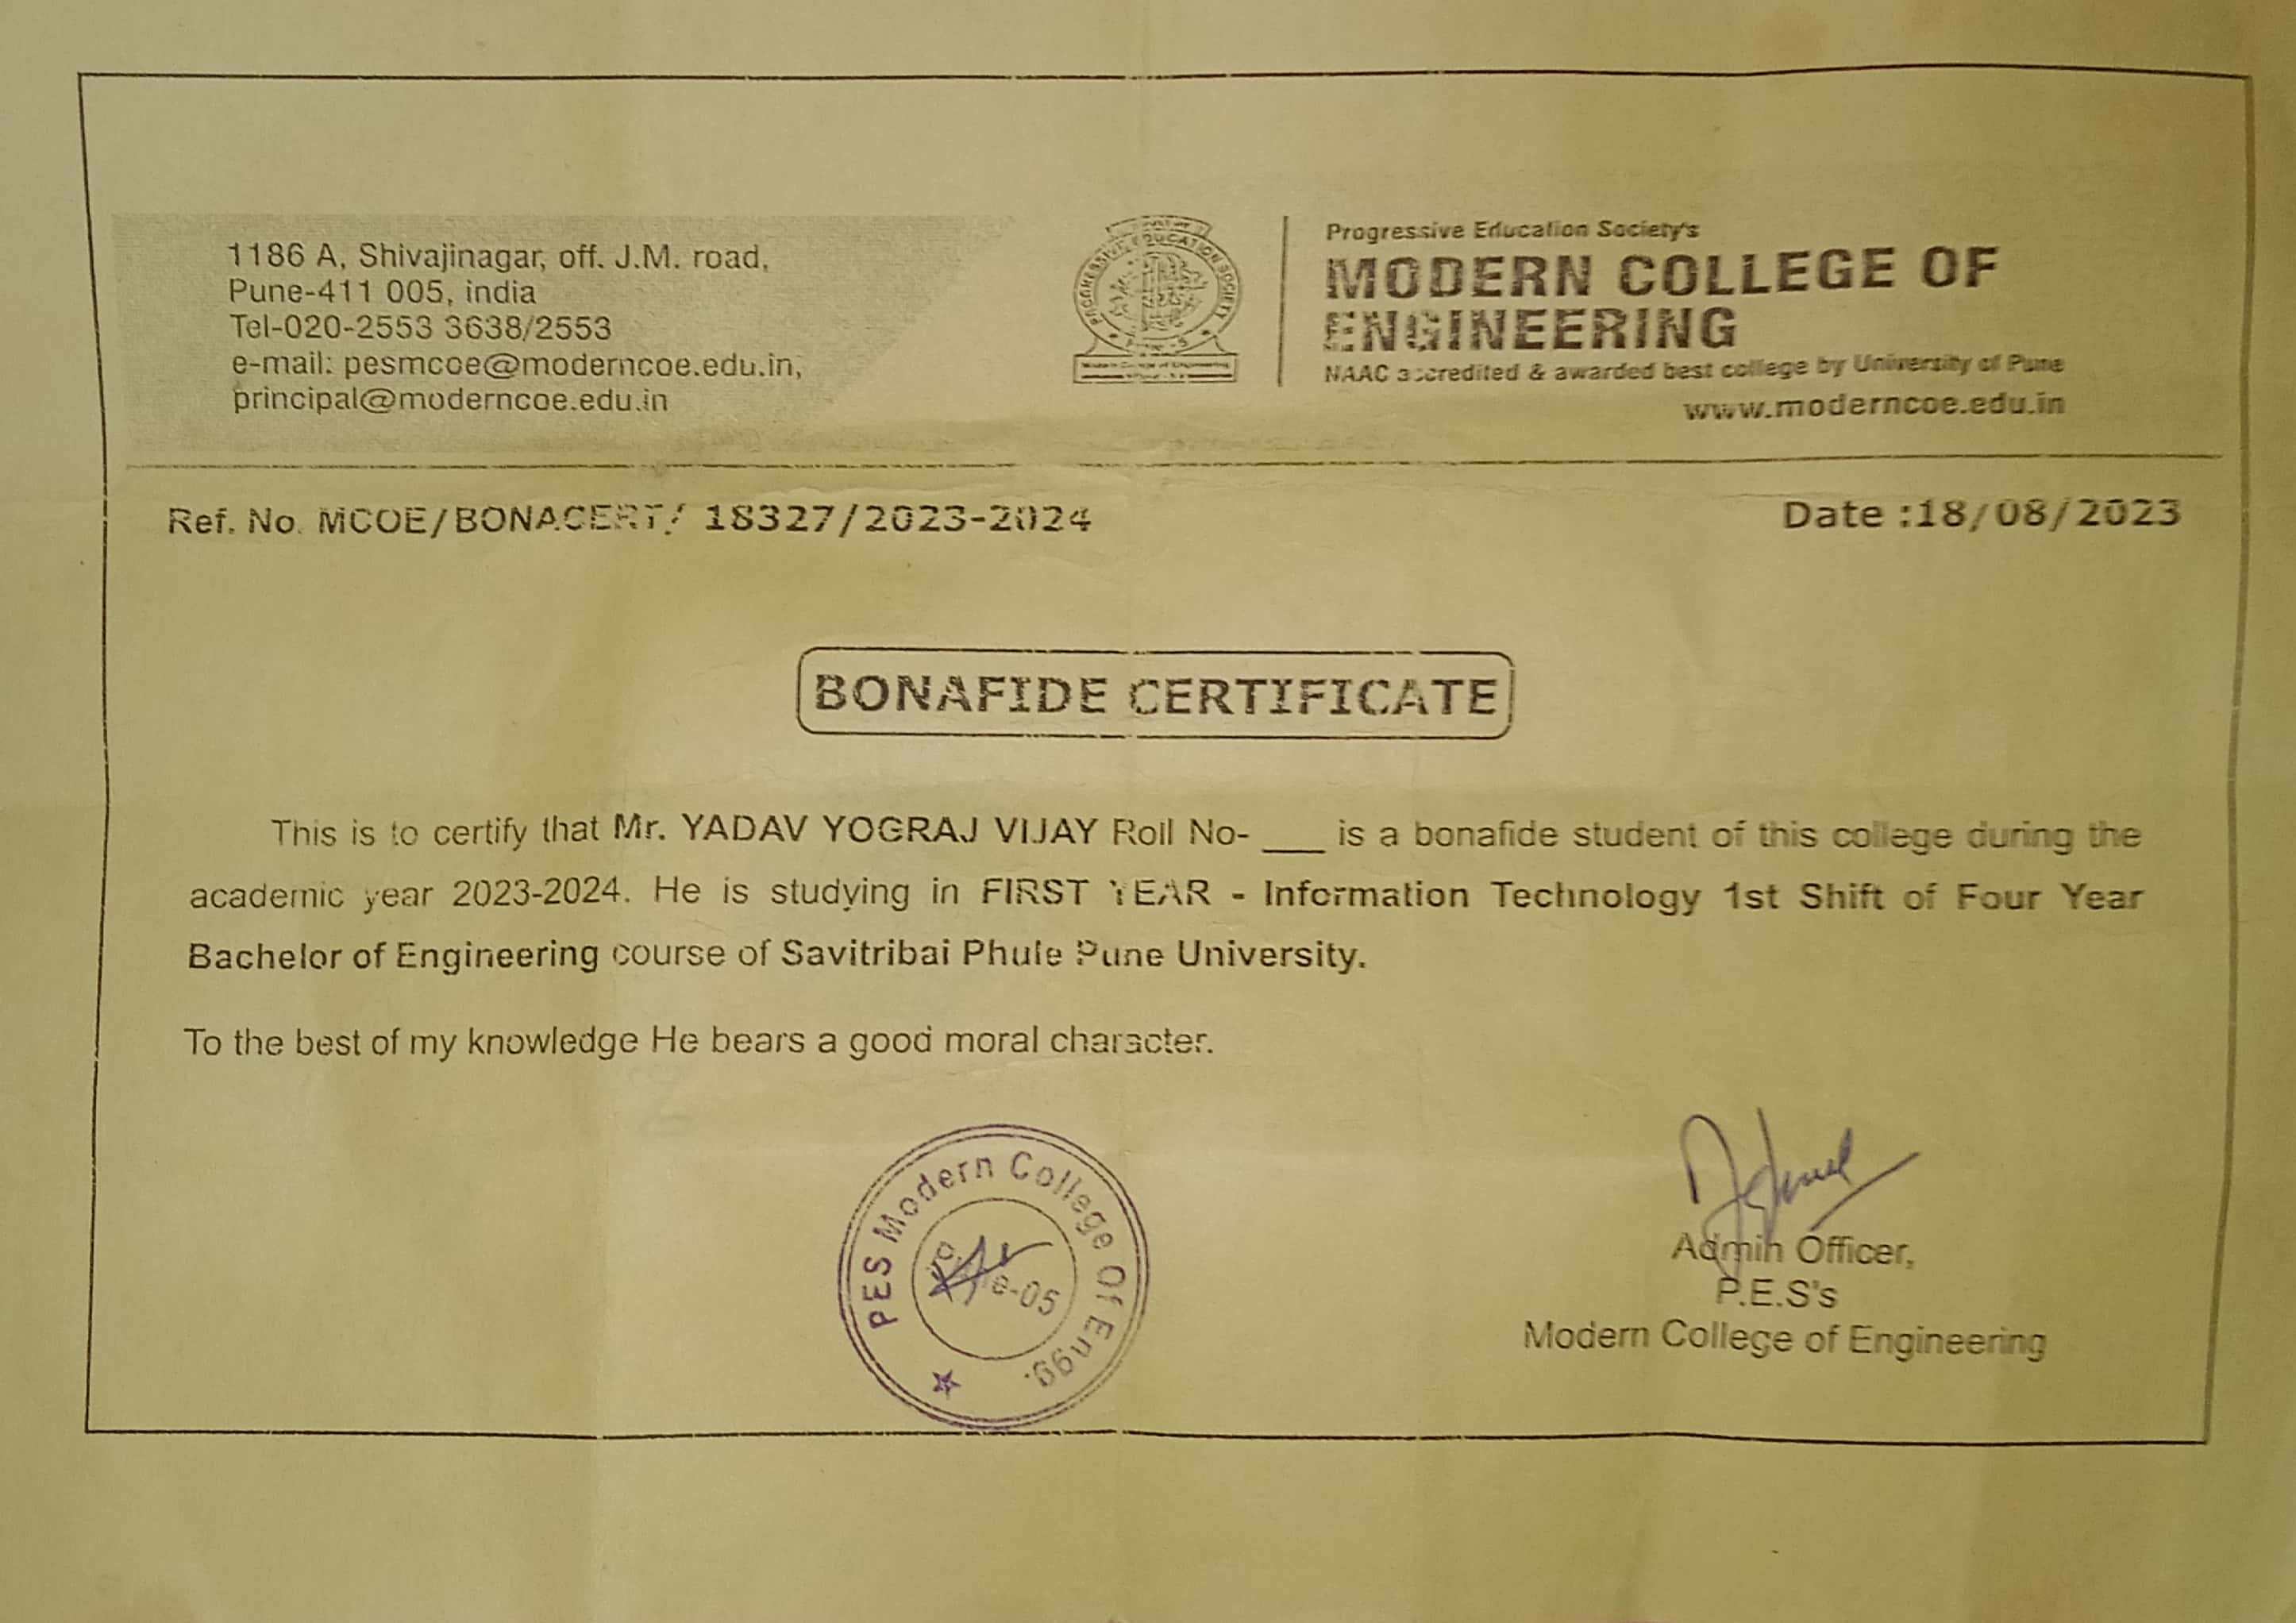 1186 A, Shivajinagar, off. J.M. road,
Pune-411 005, india
Tel-020-2553 3638/2553
e-mail: pesmcoe@moderncoe.edu.in,
principal@moderncoe.edu.in
PROGRESSIVE EDUCATION SOCIETY
Progressive Education Society's
MODERN COLLEGE OF
ENGINEERING
NAAC accredited & awarded best college by University of Pune
www.moderncoe.edu.in
Ref. No. MCOE/BONACERT/ 18327/2023-2024
Date :18/08/2023
BONAFIDE CERTIFICATE
This is to certify that Mr. YADAV YOGRAJ VIJAY Roll No- ___ is a bonafide student of this college during the
academic year 2023-2024. He is studying in FIRST YEAR - Information Technology 1st Shift of Four Year
Bachelor of Engineering course of Savitribai Phule Pune University.
To the best of my knowledge He bears a good moral character.
PES Modern College Of Engg.
Admin Officer,
P.E.S's
Modern College of Engineering